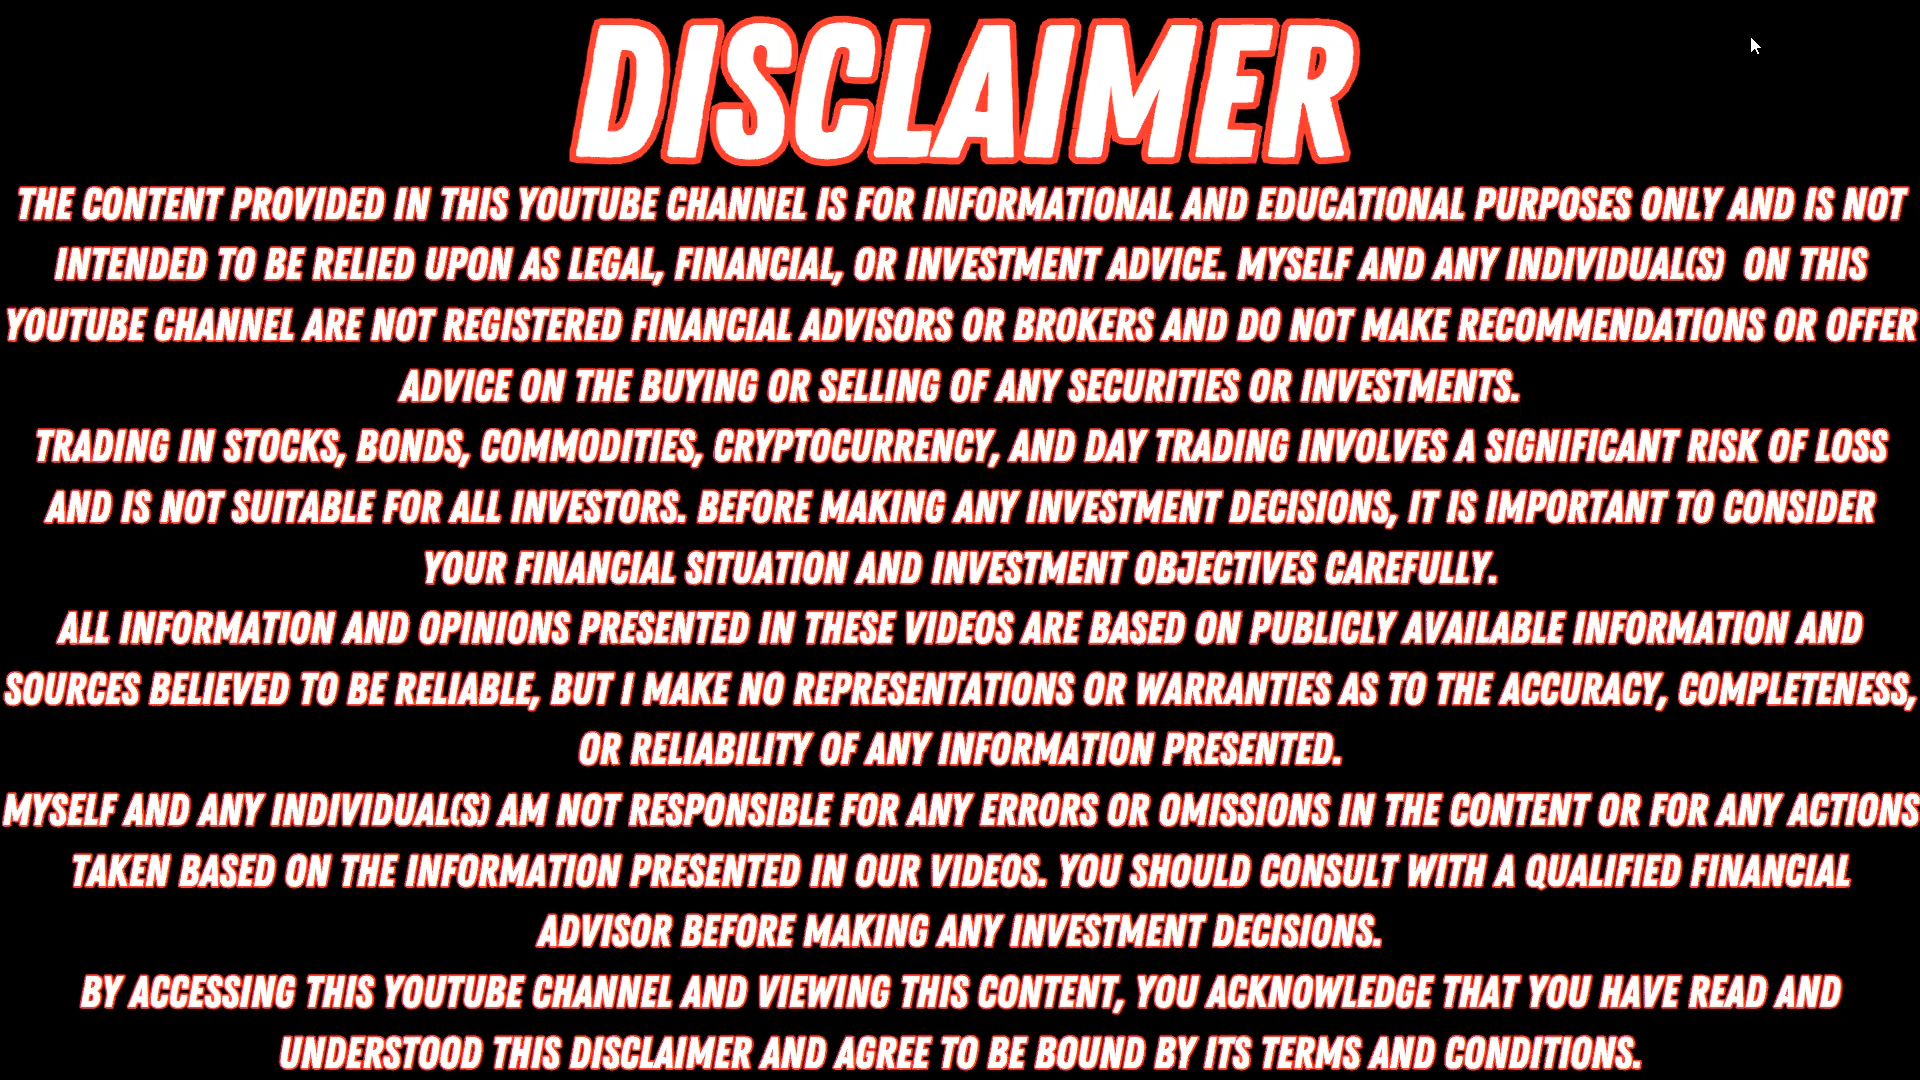 DISCLAIMER
THE CONTENT PROVIDED IN THIS YOUTUBE CHANNEL IS FOR INFORMATIONAL AND EDUCATIONAL PURPOSES ONLY AND IS NOT
INTENDED TO BE RELIED UPON AS LEGAL, FINANCIAL, OR INVESTMENT ADVICE. MYSELF AND ANY INDIVIDUAL(S) ON THIS
YOUTUBE CHANNEL ARE NOT REGISTERED FINANCIAL ADVISORS OR BROKERS AND DO NOT MAKE RECOMMENDATIONS OR OFFER
ADVICE ON THE BUYING OR SELLING OF ANY SECURITIES OR INVESTMENTS.
TRADING IN STOCKS, BONDS, COMMODITIES, CRYPTOCURRENCY, AND DAY TRADING INVOLVES A SIGNIFICANT RISK OF LOSS
AND IS NOT SUITABLE FOR ALL INVESTORS. BEFORE MAKING ANY INVESTMENT DECISIONS, IT IS IMPORTANT TO CONSIDER
YOUR FINANCIAL SITUATION AND INVESTMENT OBJECTIVES CAREFULLY.
ALL INFORMATION AND OPINIONS PRESENTED IN THESE VIDEOS ARE BASED ON PUBLICLY AVAILABLE INFORMATION AND
SOURCES BELIEVED TO BE RELIABLE, BUT I MAKE NO REPRESENTATIONS OR WARRANTIES AS TO THE ACCURACY, COMPLETENESS,
OR RELIABILITY OF ANY INFORMATION PRESENTED.
MYSELF AND ANY INDIVIDUAL(S) AM NOT RESPONSIBLE FOR ANY ERRORS OR OMISSIONS IN THE CONTENT OR FOR ANY ACTIONS
TAKEN BASED ON THE INFORMATION PRESENTED IN OUR VIDEOS. YOU SHOULD CONSULT WITH A QUALIFIED FINANCIAL
ADVISOR BEFORE MAKING ANY INVESTMENT DECISIONS.
BY ACCESSING THIS YOUTUBE CHANNEL AND VIEWING THIS CONTENT, YOU ACKNOWLEDGE THAT YOU HAVE READ AND
UNDERSTOOD THIS DISCLAIMER AND AGREE TO BE BOUND BY ITS TERMS AND CONDITIONS.